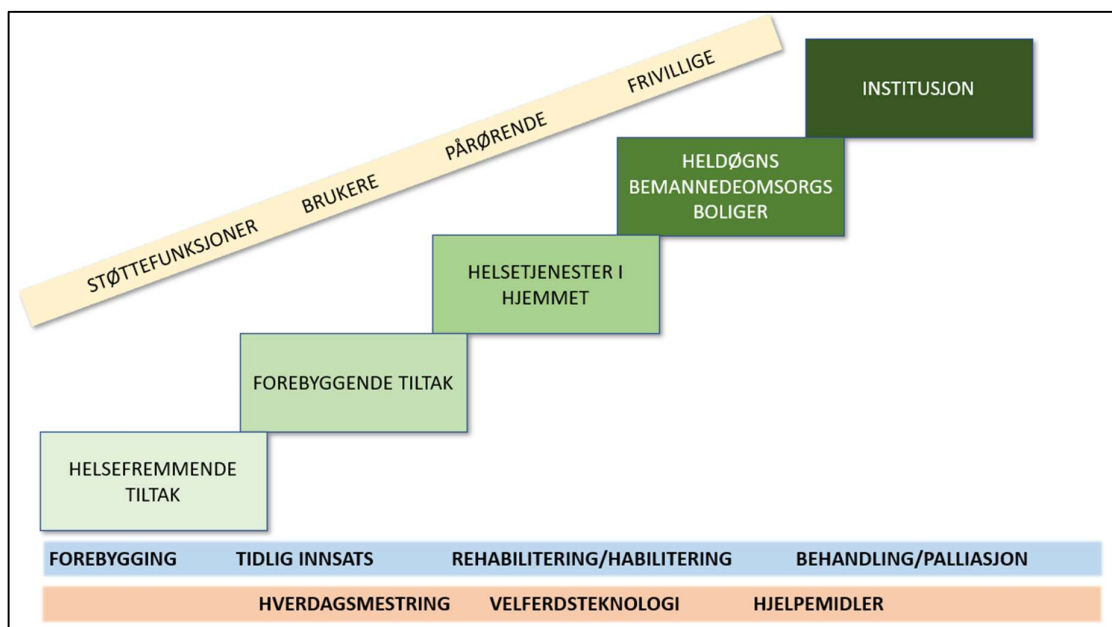 STØTTEFUNKSJONER BRUKERE PÅRØRENDE FRIVILLIGE
INSTITUSJON
HELDØGNS
BEMANNEDEOMSORGS
BOLIGER
HELSETJENESTER I
HJEMMET
FOREBYGGENDE TILTAK
HELSEFREMMENDE
TILTAK
FOREBYGGING TIDLIG INNSATS REHABILITERING/HABILITERING BEHANDLING/PALLIASJON
HVERDAGSMESTRING VELFERDSTEKNOLOGI HJELPEMIDLER